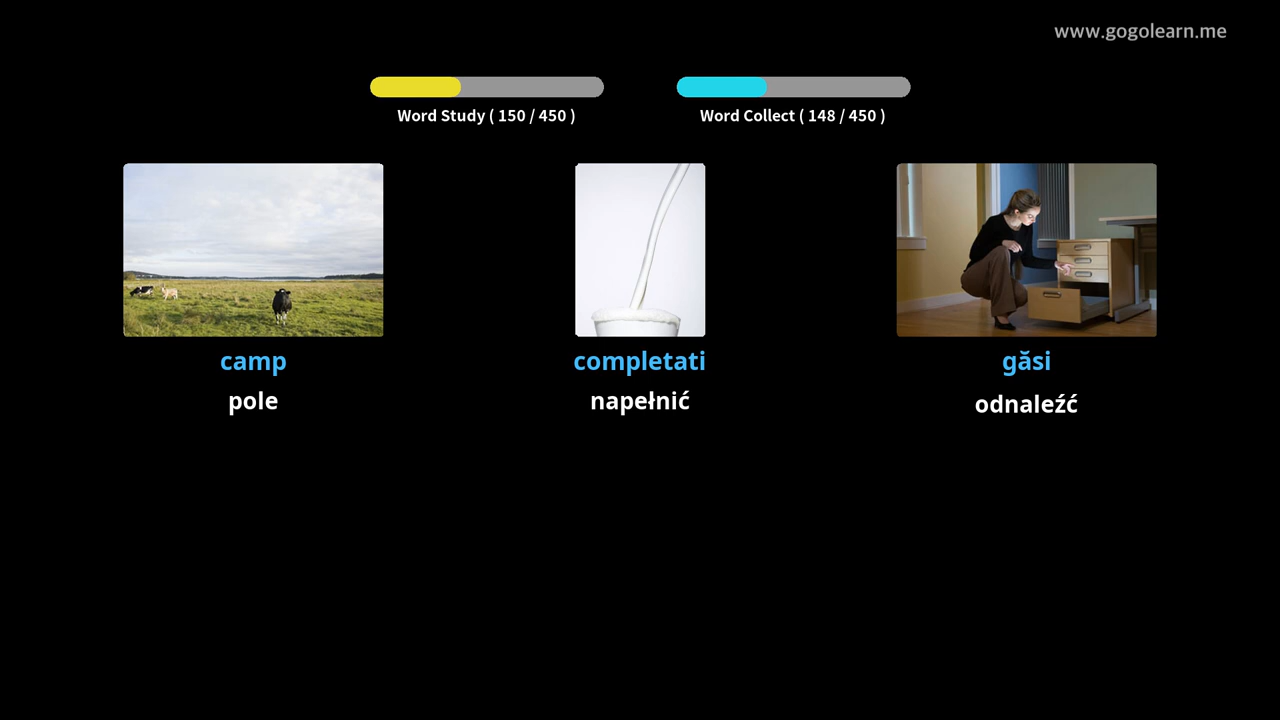 www.gogolearn.me
Word Study ( 150 / 450 )
Word Collect ( 148 / 450 )
camp
completati
găsi
pole
napełnić
odnaleźć